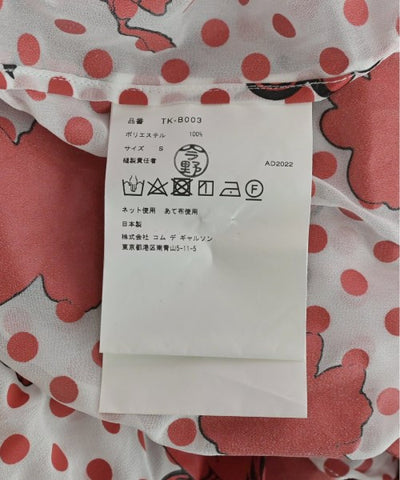 品番 TK-B003
ポリエステル 100%
サイズ S
縫製責任者 今野 AD2022
ネット使用 あて布使用
日本製
株式会社 コム デ ギャルソン
東京都港区南青山5-11-5